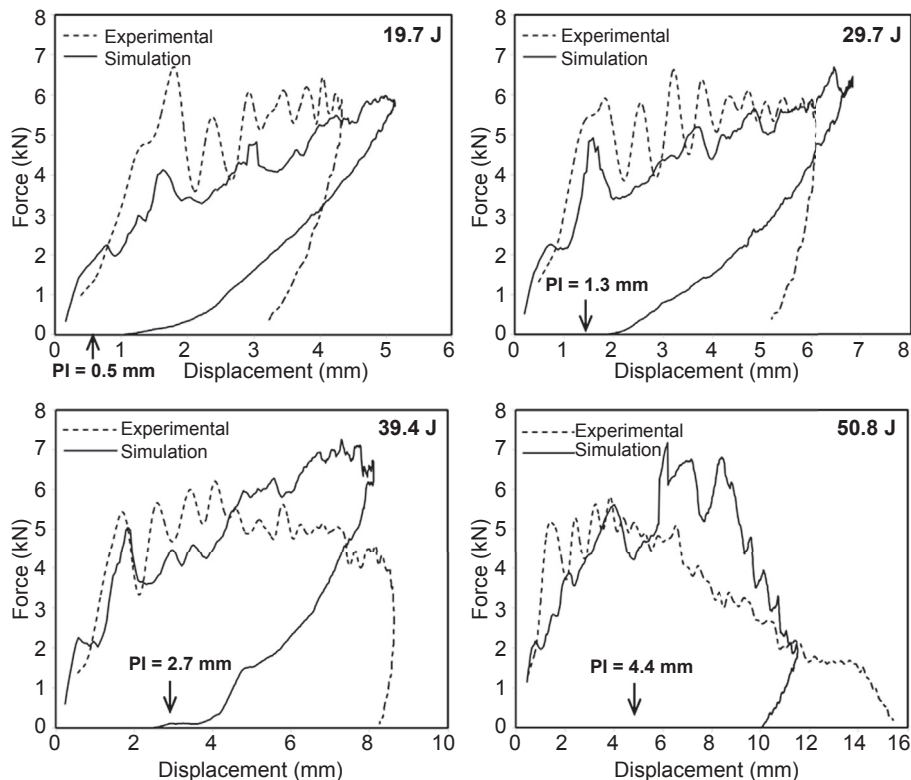 8
7
6
5
4
3
2
1
0
Force (kN)
Experimental
Simulation
19.7 J
0 1 2 3 4 5 6
PI = 0.5 mm
Displacement (mm)
8
7
6
5
4
3
2
1
0
Force (kN)
Experimental
Simulation
29.7 J
PI = 1.3 mm
0 1 2 3 4 5 6 7 8
Displacement (mm)
8
7
6
5
4
3
2
1
0
Force (kN)
Experimental
Simulation
39.4 J
PI = 2.7 mm
0 2 4 6 8 10
Displacement (mm)
8
7
6
5
4
3
2
1
0
Force (kN)
Experimental
Simulation
50.8 J
PI = 4.4 mm
0 2 4 6 8 10 12 14 16
Displacement (mm)